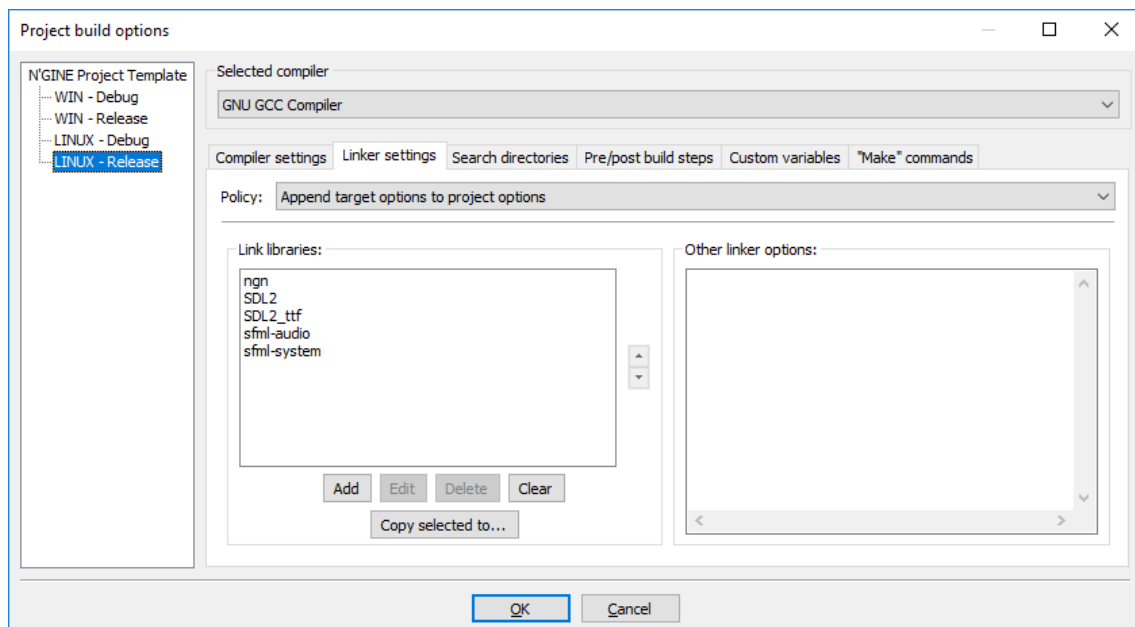 Project build options
N'GINE Project Template
WIN - Debug
WIN - Release
LINUX - Debug
LINUX - Release
Selected compiler
GNU GCC Compiler
Compiler settings Linker settings Search directories Pre/post build steps Custom variables "Make" commands
Policy: Append target options to project options
Link libraries:
ngn
SDL2
SDL2_ttf
sfml-audio
sfml-system
Add Edit Delete Clear
Copy selected to...
Other linker options:
OK Cancel